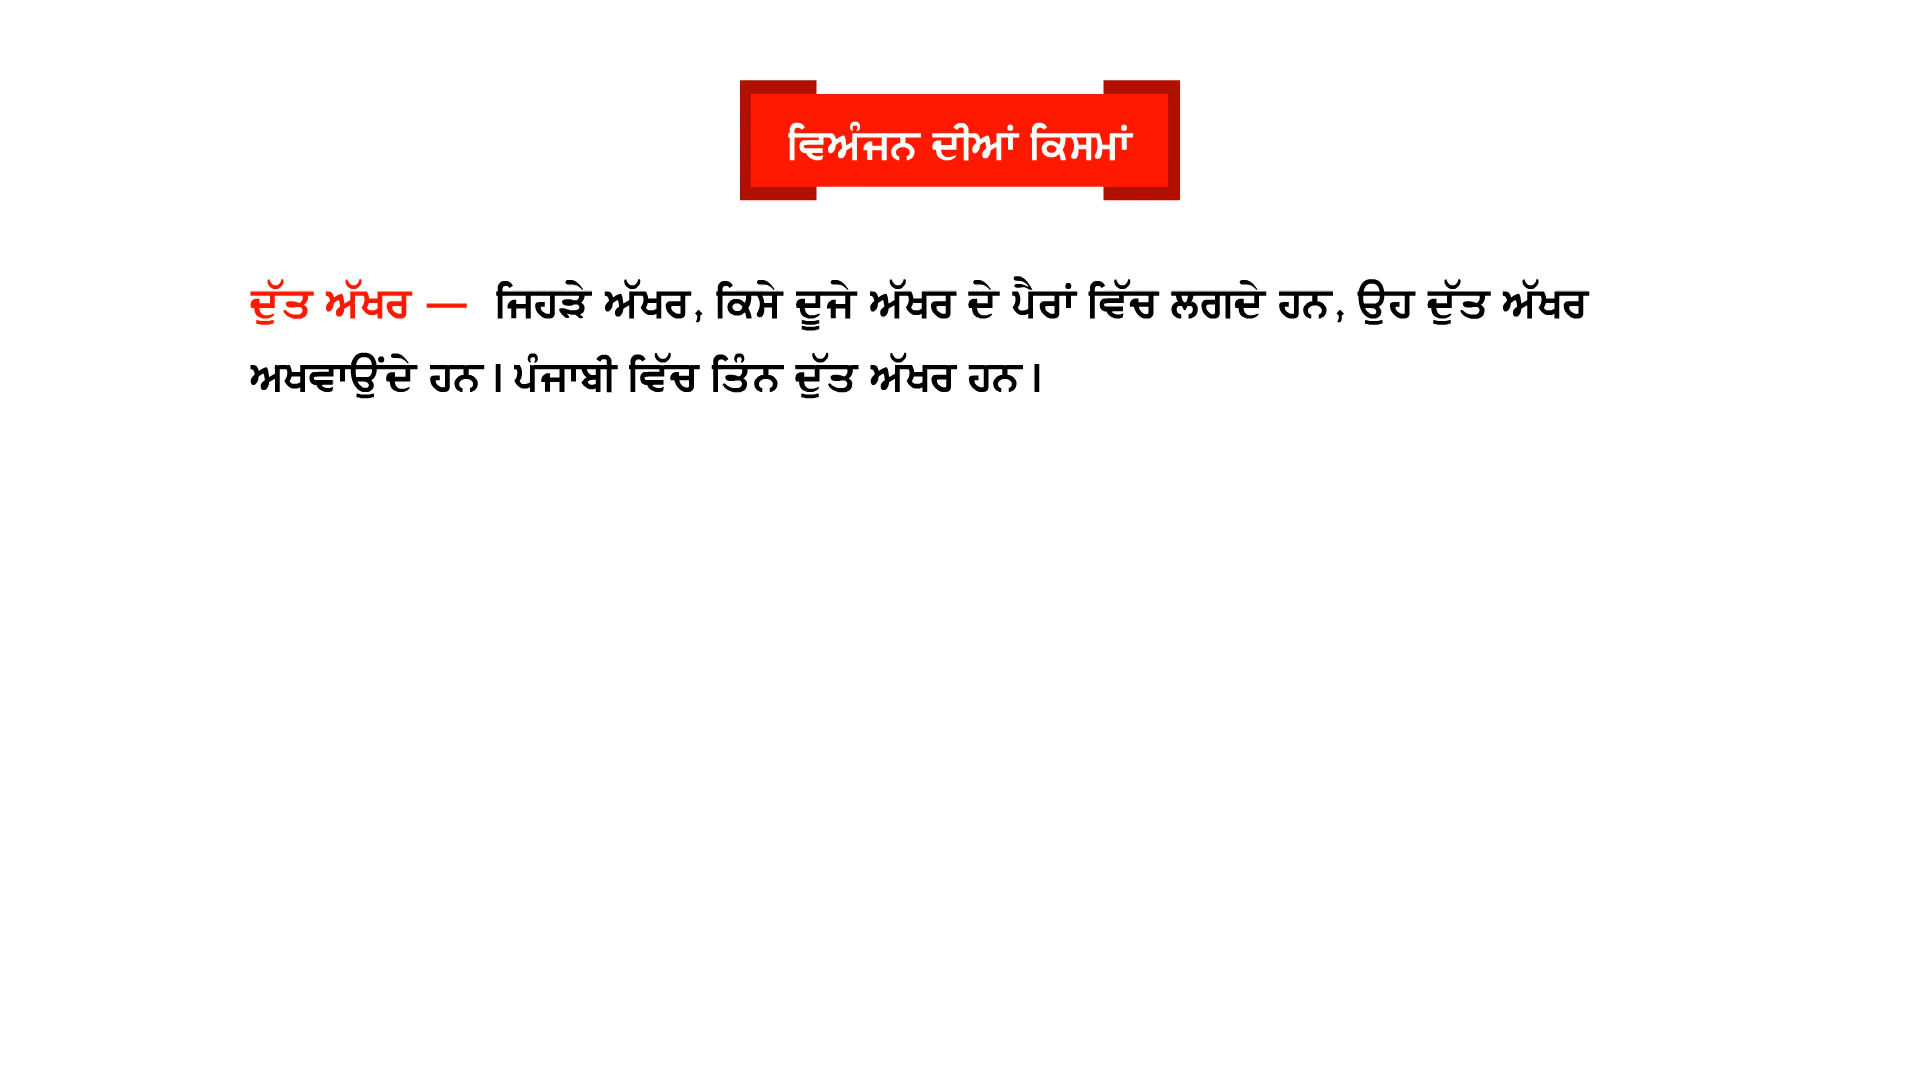 ਵਿਅੰਜਨ ਦੀਆਂ ਕਿਸਮਾਂ
ਦੁੱਤ ਅੱਖਰ — ਜਿਹੜੇ ਅੱਖਰ, ਕਿਸੇ ਦੂਜੇ ਅੱਖਰ ਦੇ ਪੈਰਾਂ ਵਿੱਚ ਲਗਦੇ ਹਨ, ਉਹ ਦੁੱਤ ਅੱਖਰ
ਅਖਵਾਉਂਦੇ ਹਨ। ਪੰਜਾਬੀ ਵਿੱਚ ਤਿੰਨ ਦੁੱਤ ਅੱਖਰ ਹਨ।